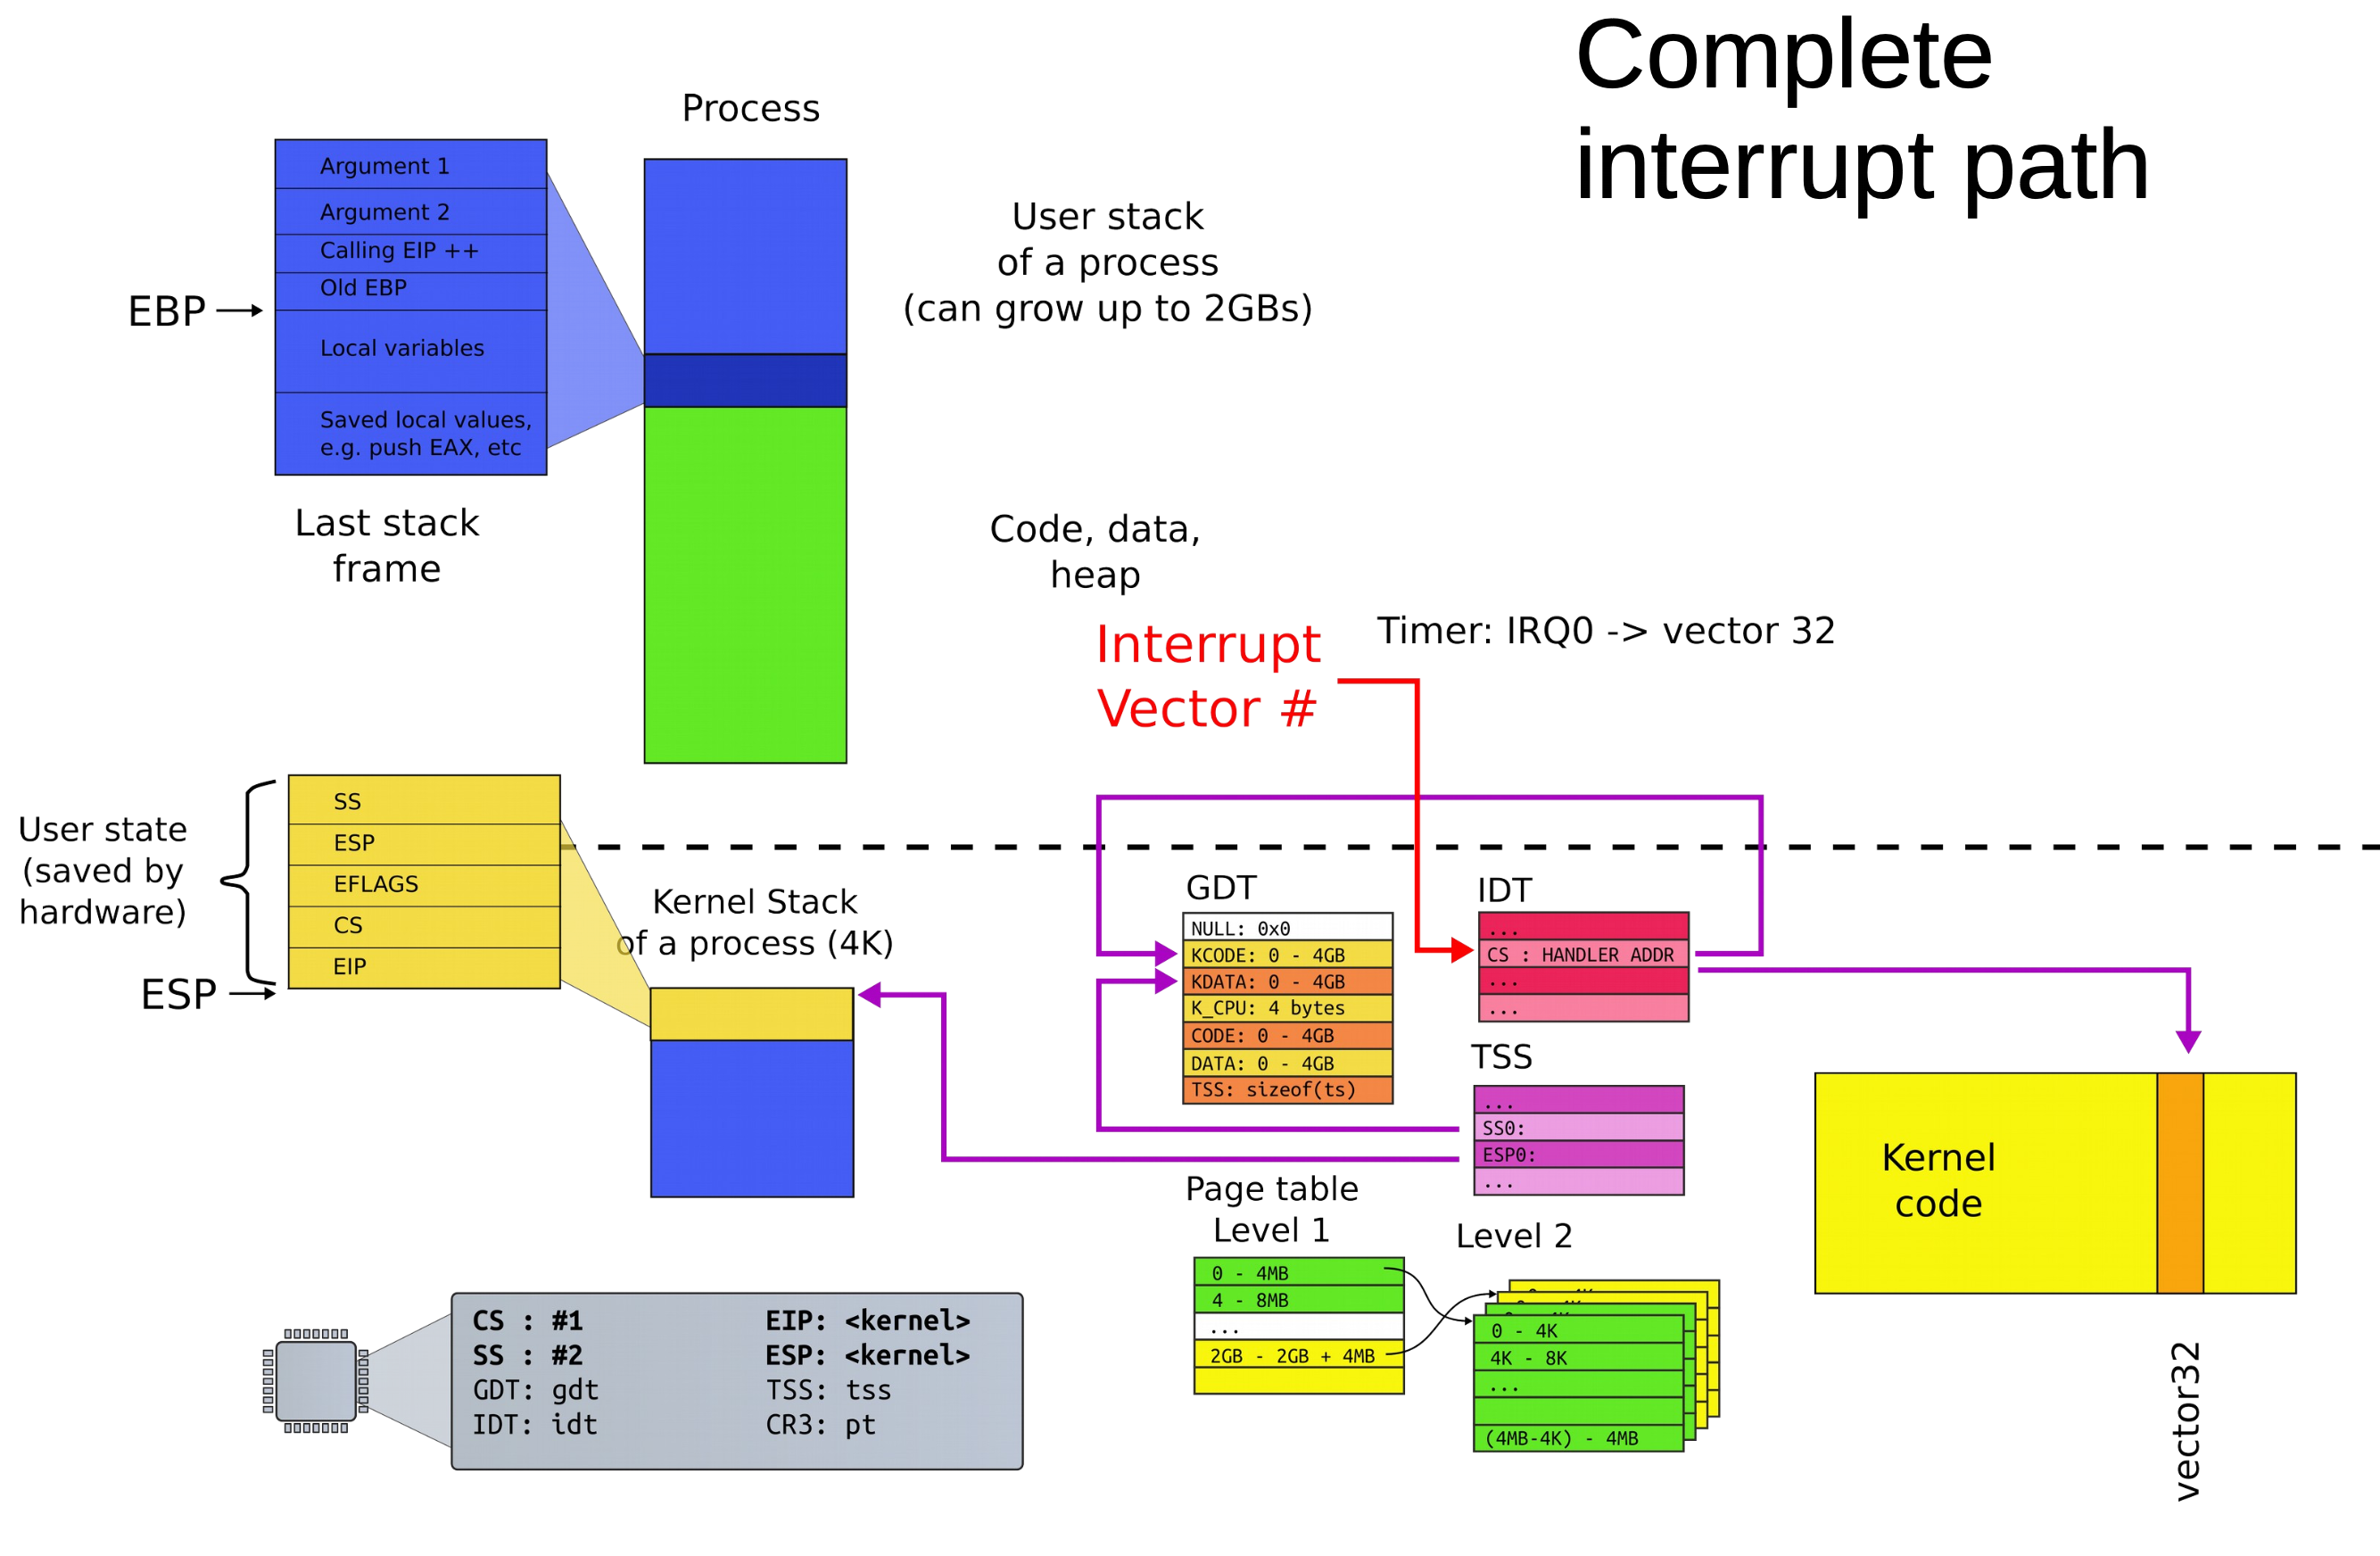 Complete
interrupt path
Process
Argument 1
Argument 2
Calling EIP ++
Old EBP
Local variables
Saved local values,
e.g. push EAX, etc
EBP
Last stack
frame
User stack
of a process
(can grow up to 2GBs)
Code, data,
heap
Interrupt
Vector #
Timer: IRQ0 -> vector 32
User state
(saved by
hardware)
SS
ESP
EFLAGS
CS
EIP
ESP
Kernel Stack
of a process (4K)
GDT
NULL: 0x0
KCODE: 0 - 4GB
KDATA: 0 - 4GB
K_CPU: 4 bytes
CODE: 0 - 4GB
DATA: 0 - 4GB
TSS: sizeof(ts)
IDT
...
CS : HANDLER ADDR
...
...
TSS
...
SS0:
ESP0:
...
Kernel
code
vector32
Page table
Level 1
0 - 4MB
4 - 8MB
...
2GB - 2GB + 4MB
Level 2
0 - 4K
4K - 8K
...
(4MB-4K) - 4MB
CS : #1 EIP: <kernel>
SS : #2 ESP: <kernel>
GDT: gdt TSS: tss
IDT: idt CR3: pt